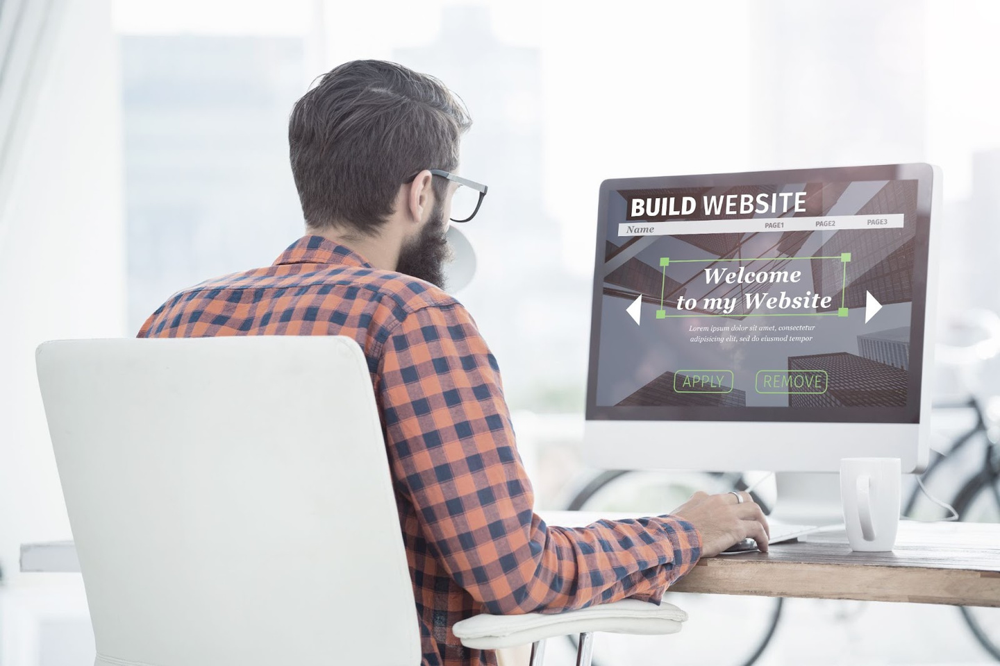 BUILD WEBSITE
Name PAGE1 PAGE2 PAGE3
Welcome
to my Website
Lorem ipsum dolor sit amet, consectetur
adipisicing elit, sed do eiusmod tempor
APPLY REMOVE